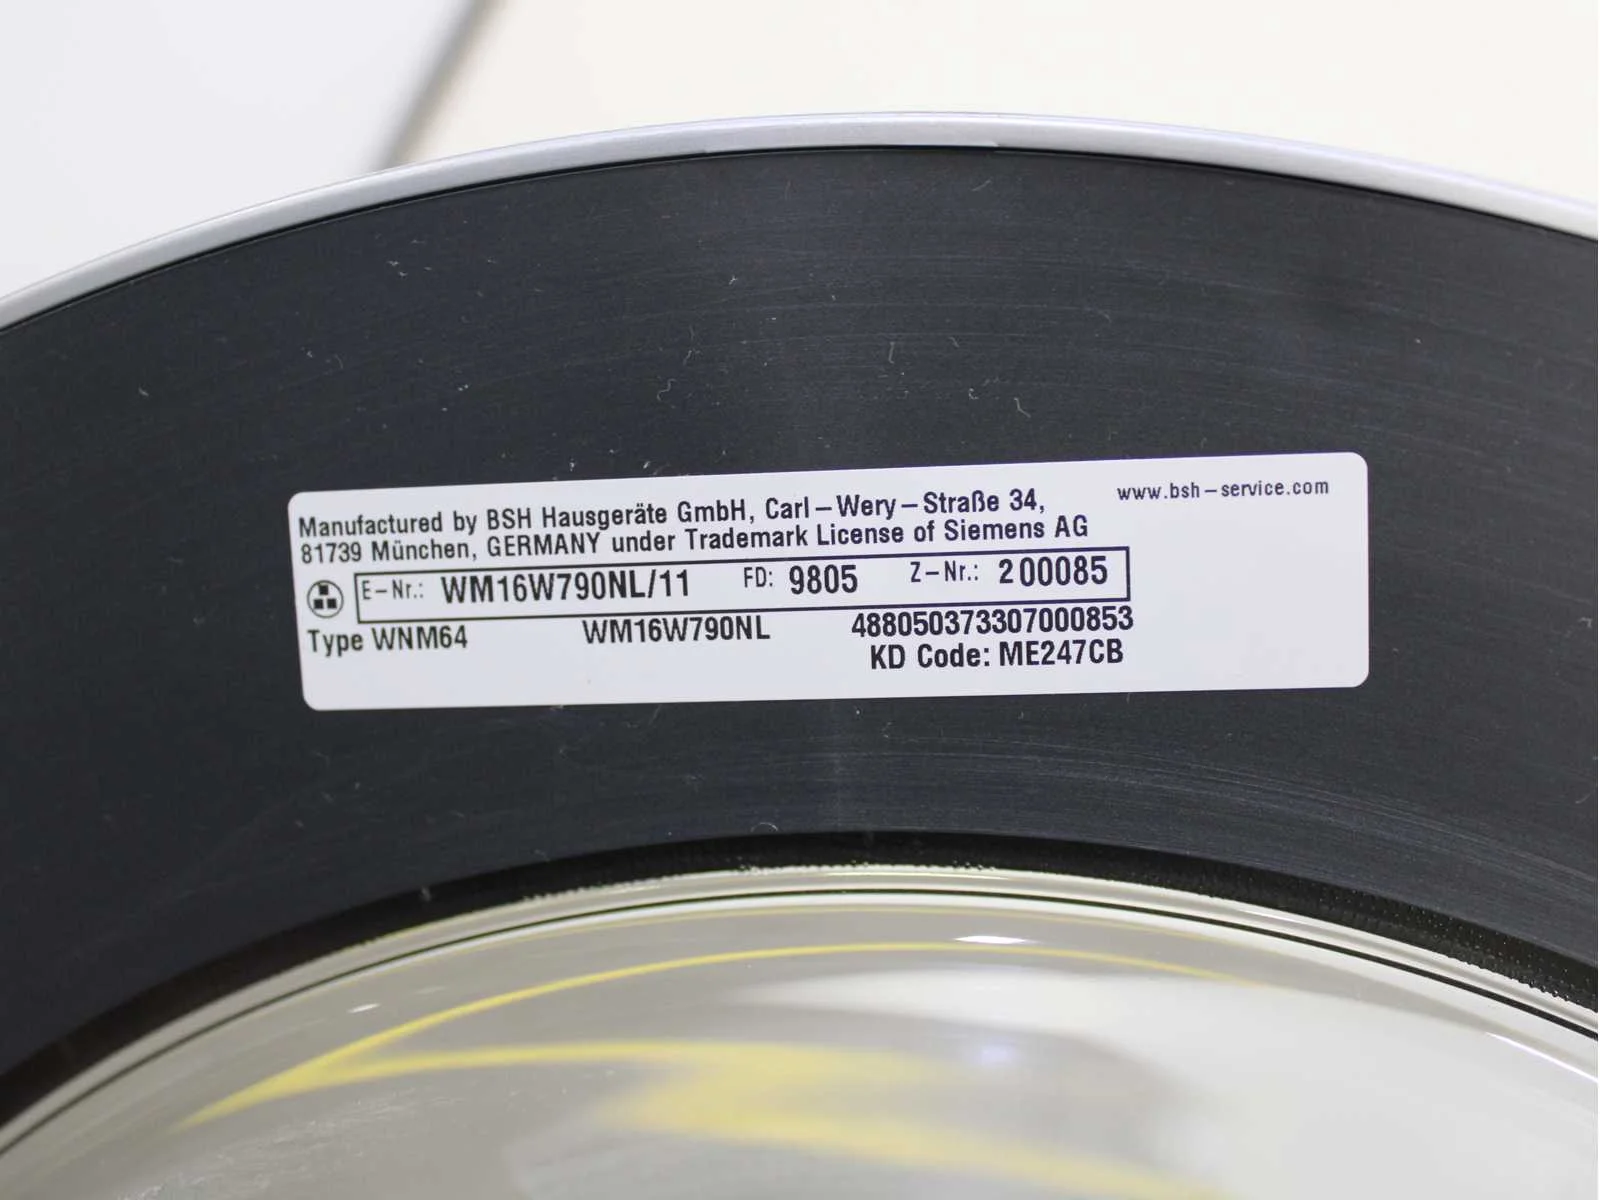 Manufactured by BSH Hausgeräte GmbH, Carl-Wery-Straße 34,
www.bsh-service.com
81739 München, GERMANY under Trademark License of Siemens AG
E-Nr.: WM16W790NL/11 FD: 9805 Z-Nr.: 200085
Type WNM64 WM16W790NL 488050373307000853
KD Code: ME247CB